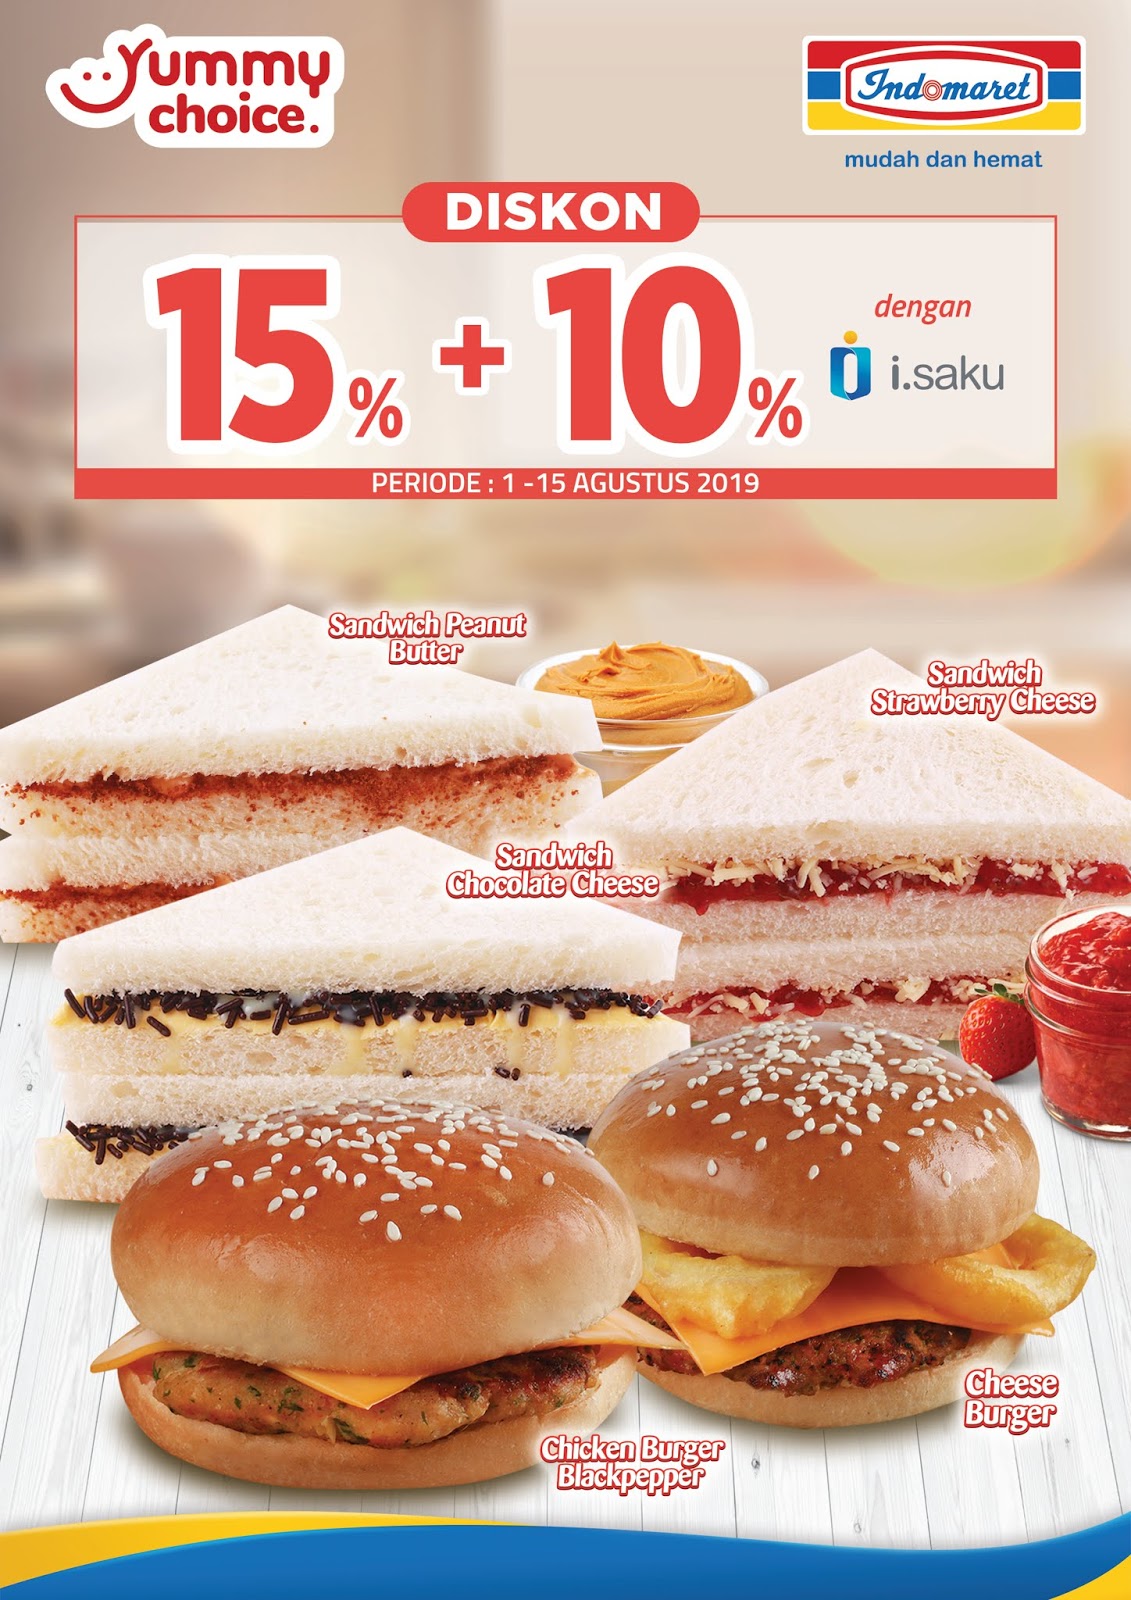 Yummy
choice.
Indomaret
mudah dan hemat
DISKON
15% + 10%
dengan
i.saku
PERIODE : 1 -15 AGUSTUS 2019
Sandwich Peanut
Butter
Sandwich
Strawberry Cheese
Sandwich
Chocolate Cheese
Cheese
Burger
Chicken Burger
Blackpepper